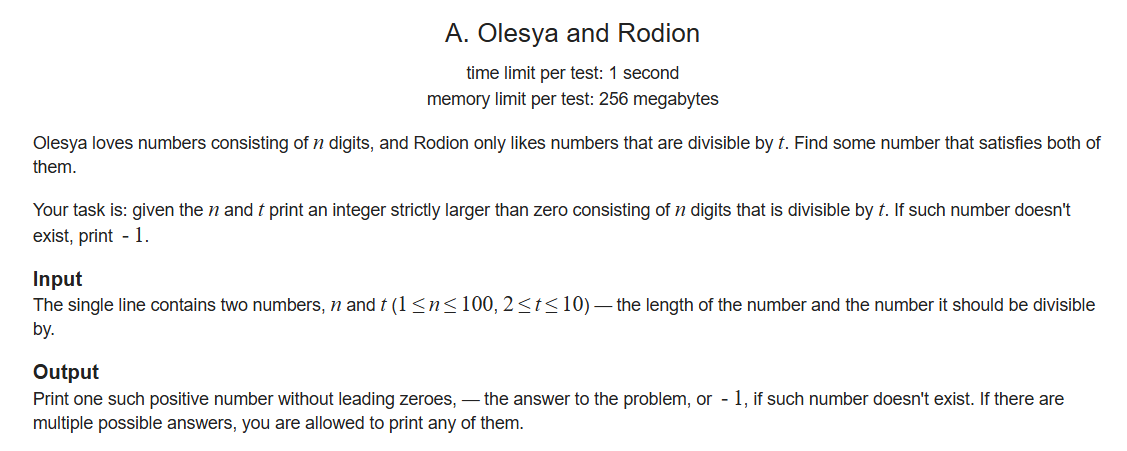 A. Olesya and Rodion
time limit per test: 1 second
memory limit per test: 256 megabytes
Olesya loves numbers consisting of n digits, and Rodion only likes numbers that are divisible by t. Find some number that satisfies both of
them.
Your task is: given the n and t print an integer strictly larger than zero consisting of n digits that is divisible by t. If such number doesn't
exist, print  - 1.
Input
The single line contains two numbers, n and t (1 ≤ n ≤ 100, 2 ≤ t ≤ 10) — the length of the number and the number it should be divisible
by.
Output
Print one such positive number without leading zeroes, — the answer to the problem, or  - 1, if such number doesn't exist. If there are
multiple possible answers, you are allowed to print any of them.